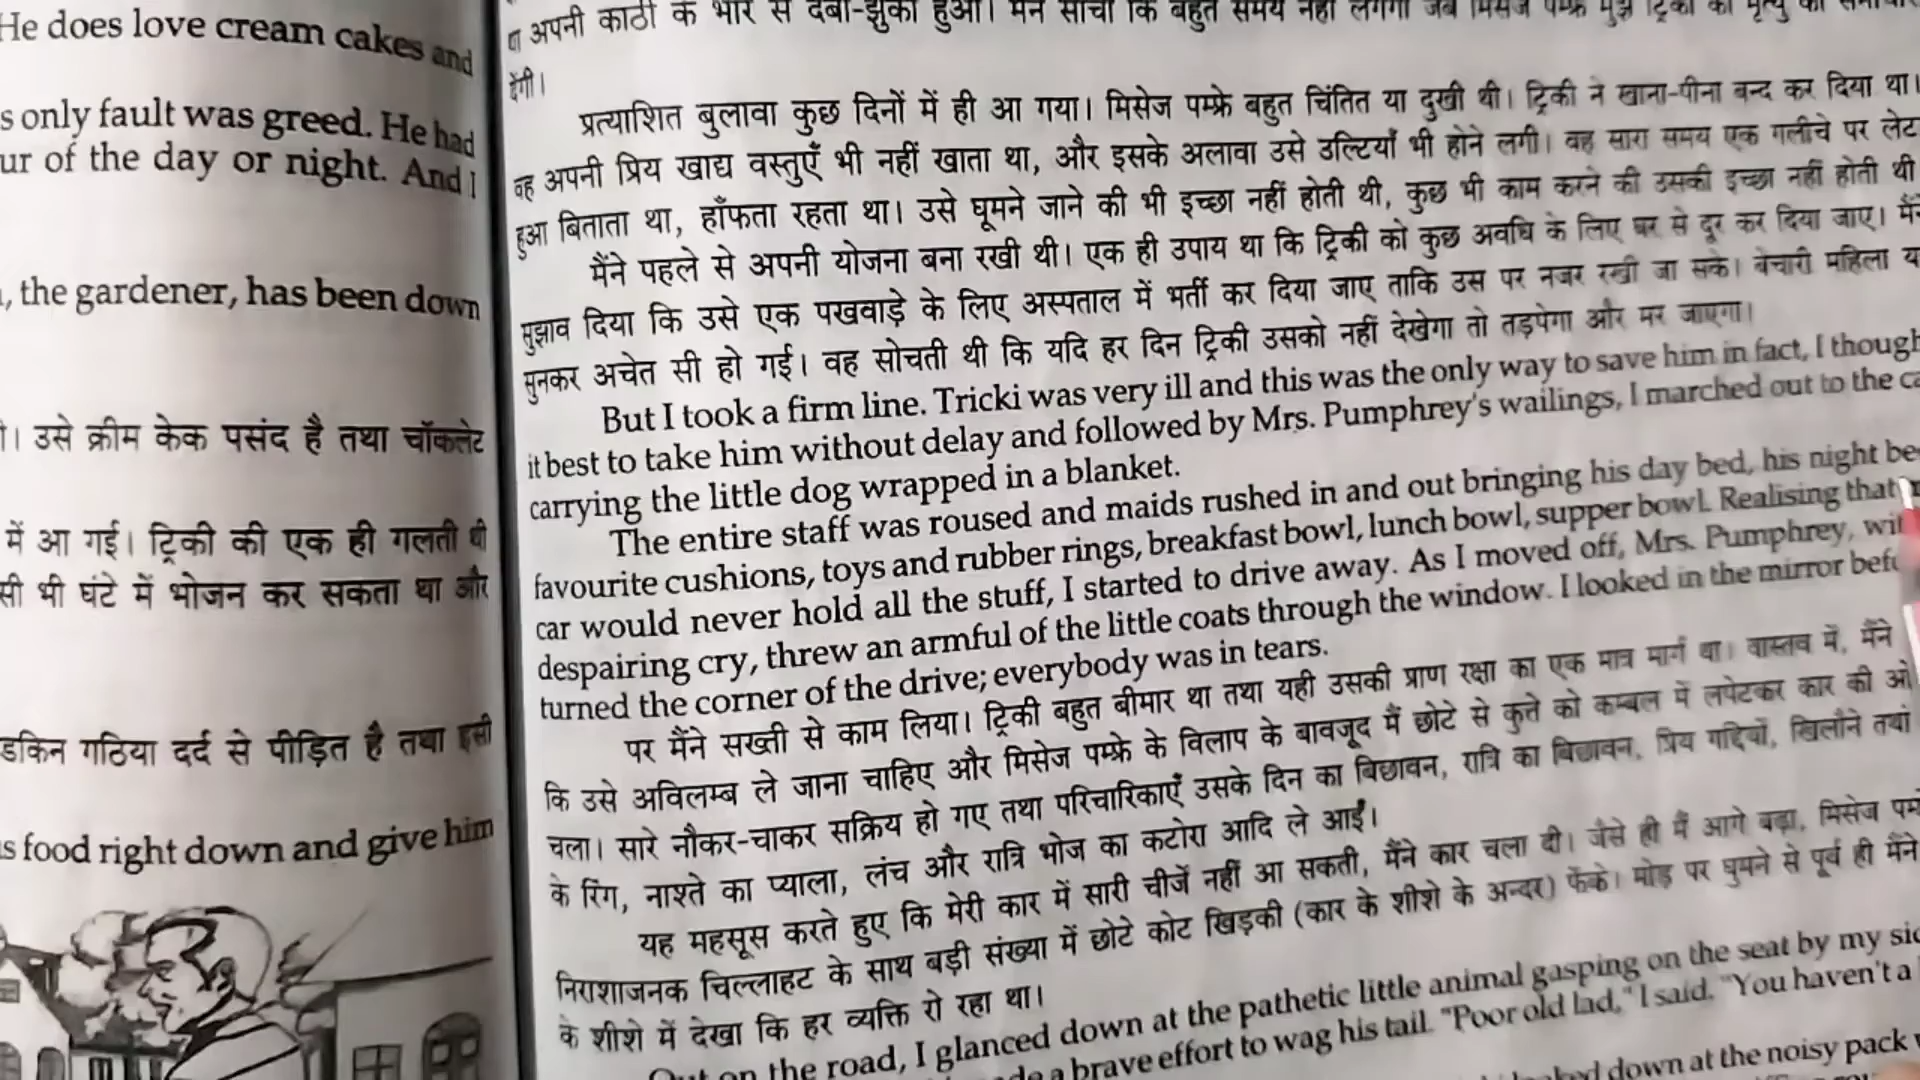 He does love cream cakes and
s only fault was greed. He had
ur of the day or night. And I
, the gardener, has been down
उसे क्रीम केक पसंद है तथा चॉकलेट
में आ गई। ट्रिकी की एक ही गलती थी
सी भी घंटे में भोजन कर सकता था और
डकिन गठिया दर्द से पीड़ित है तथा इसी
s food right down and give him
अपनी काठी के भार से दबा-झुका हुआ। मैंने सोचा कि बहुत समय नहीं लगेगा जब मिसेज पम्फ्रे मुझे ट्रिकी की मृत्यु का
देंगी।
प्रत्याशित बुलावा कुछ दिनों में ही आ गया। मिसेज पम्फ्रे बहुत चिंतित या दुखी थी। ट्रिकी ने खाना-पीना बन्द कर दिया था।
वह अपनी प्रिय खाद्य वस्तुएँ भी नहीं खाता था, और इसके अलावा उसे उल्टियाँ भी होने लगी। वह सारा समय एक गलीचे पर लेट
हुआ बिताता था, हाँफता रहता था। उसे घूमने जाने की भी इच्छा नहीं होती थी, कुछ भी काम करने की उसकी इच्छा नहीं होती थी
मैंने पहले से अपनी योजना बना रखी थी। एक ही उपाय था कि ट्रिकी को कुछ अवधि के लिए घर से दूर कर दिया जाए। मैंने
सुझाव दिया कि उसे एक पखवाड़े के लिए अस्पताल में भर्ती कर दिया जाए ताकि उस पर नजर रखी जा सके। बेचारी महिला य
सुनकर अचेत सी हो गई। वह सोचती थी कि यदि हर दिन ट्रिकी उसको नहीं देखेगा तो तड़पेगा और मर जाएगा।
But I took a firm line. Tricki was very ill and this was the only way to save him in fact, I though
it best to take him without delay and followed by Mrs. Pumphrey's wailings, I marched out to the ca
carrying the little dog wrapped in a blanket.
The entire staff was roused and maids rushed in and out bringing his day bed, his night be
favourite cushions, toys and rubber rings, breakfast bowl, lunch bowl, supper bowl. Realising that
car would never hold all the stuff, I started to drive away. As I moved off, Mrs. Pumphrey, wit
despairing cry, threw an armful of the little coats through the window. I looked in the mirror befo
turned the corner of the drive; everybody was in tears.
पर मैंने सख्ती से काम लिया। ट्रिकी बहुत बीमार था तथा यही उसकी प्राण रक्षा का एक मात्र मार्ग था। वास्तव में, मैंने
कि उसे अविलम्ब ले जाना चाहिए और मिसेज पम्फ्रे के विलाप के बावजूद मैं छोटे से कुत्ते को कम्बल में लपेटकर कार की ओ
चला। सारे नौकर-चाकर सक्रिय हो गए तथा परिचारिकाएँ उसके दिन का बिछावन, रात्रि का बिछावन, प्रिय गद्दियाँ, खिलौने तथा
के रिंग, नाश्ते का प्याला, लंच और रात्रि भोज का कटोरा आदि ले आईं।
यह महसूस करते हुए कि मेरी कार में सारी चीजें नहीं आ सकती, मैंने कार चला दी। जैसे ही मैं आगे बढ़ा, मिसेज पम्फ्रे
निराशाजनक चिल्लाहट के साथ बड़ी संख्या में छोटे कोट खिड़की (कार के शीशे के अन्दर) फेंके। मोड़ पर घुमने से पूर्व ही मैंने
के शीशे में देखा कि हर व्यक्ति रो रहा था।
Out on the road, I glanced down at the pathetic little animal gasping on the seat by my sid
a brave effort to wag his tail. "Poor old lad," I said, "You haven't a
down at the noisy pack